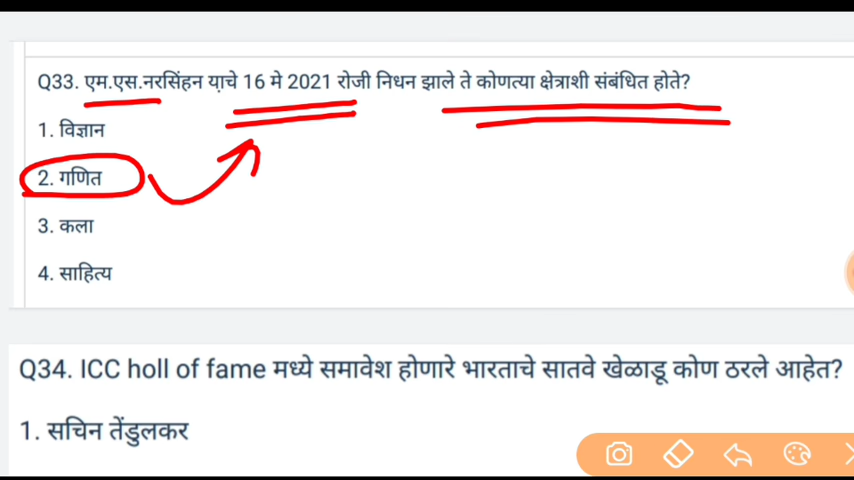 Q33. एम.एस.नरसिंहन याचे 16 मे 2021 रोजी निधन झाले ते कोणत्या क्षेत्राशी संबंधित होते?
1. विज्ञान
2. गणित
3. कला
4. साहित्य
Q34. ICC holl of fame मध्ये समावेश होणारे भारताचे सातवे खेळाडू कोण ठरले आहेत?
1. सचिन तेंडुलकर